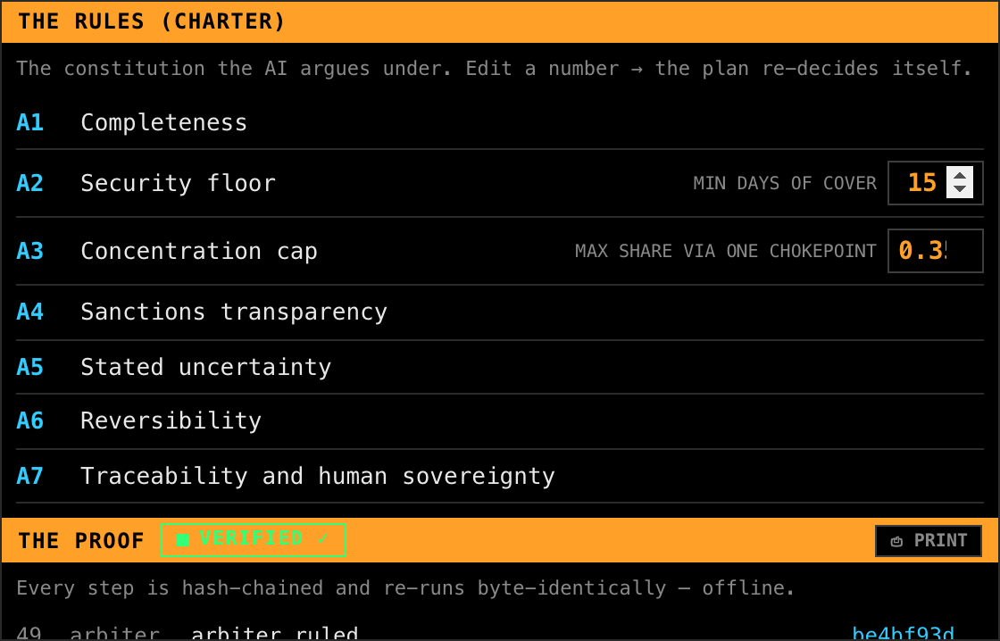 THE RULES (CHARTER)
The constitution the AI argues under. Edit a number → the plan re–decides itself.
A1 Completeness
A2 Security floor MIN DAYS OF COVER 15
A3 Concentration cap MAX SHARE VIA ONE CHOKEPOINT 0.3
A4 Sanctions transparency
A5 Stated uncertainty
A6 Reversibility
A7 Traceability and human sovereignty
THE PROOF ■ VERIFIED ✓ PRINT
Every step is hash–chained and re–runs byte–identically — offline.
49 arbiter arbiter ruled be4bf93d